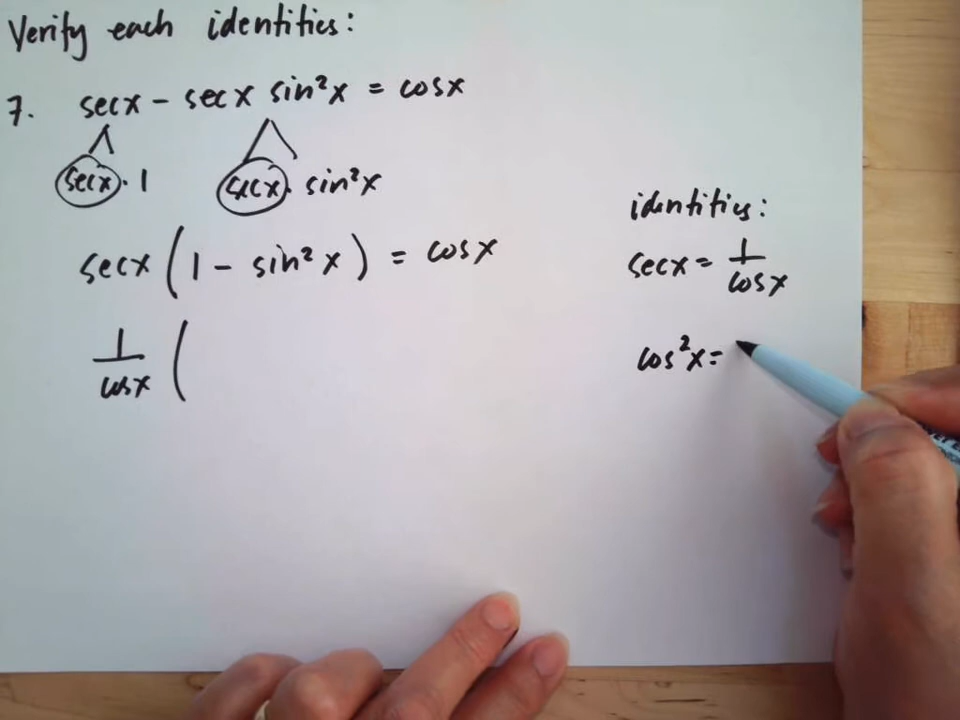 Verify each identities:
7. secx - secx sin²x = cosx
secx · 1 secx · sin²x
secx (1 - sin²x) = cosx
1/cosx (
identities:
secx = 1/cosx
cos²x =